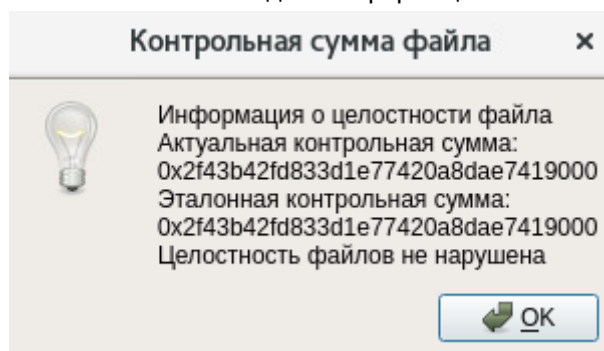 Контрольная сумма файла
Информация о целостности файла
Актуальная контрольная сумма:
0x2f43b42fd833d1e77420a8dae7419000
Эталонная контрольная сумма:
0x2f43b42fd833d1e77420a8dae7419000
Целостность файлов не нарушена
OK